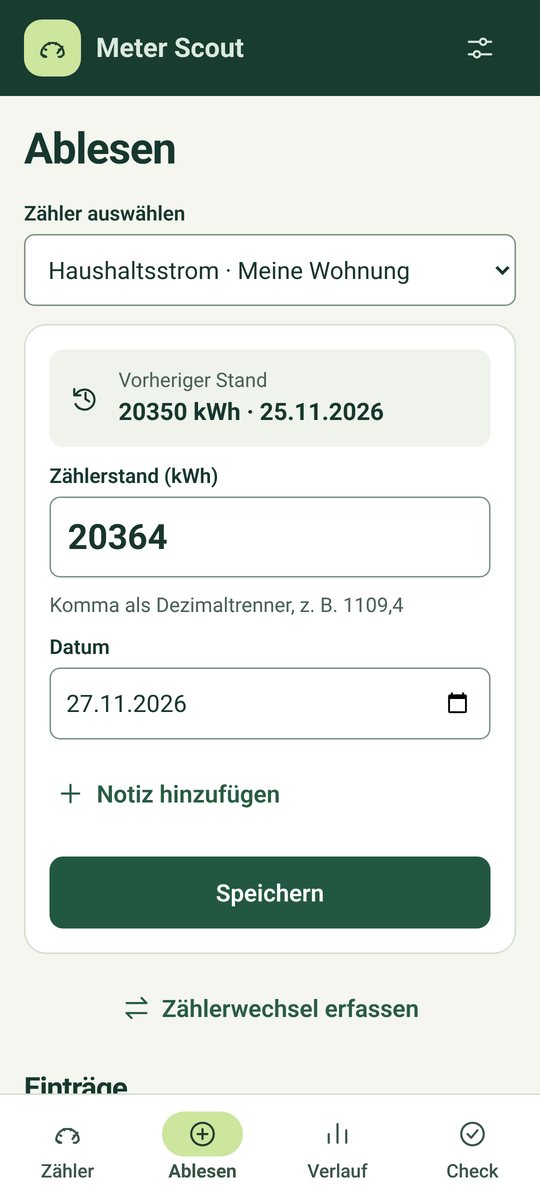 Meter Scout
Ablesen
Zähler auswählen
Haushaltsstrom · Meine Wohnung
Vorheriger Stand
20350 kWh · 25.11.2026
Zählerstand (kWh)
20364
Komma als Dezimaltrenner, z. B. 1109,4
Datum
27.11.2026
Notiz hinzufügen
Speichern
Zählerwechsel erfassen
Einträge
Zähler
Ablesen
Verlauf
Check